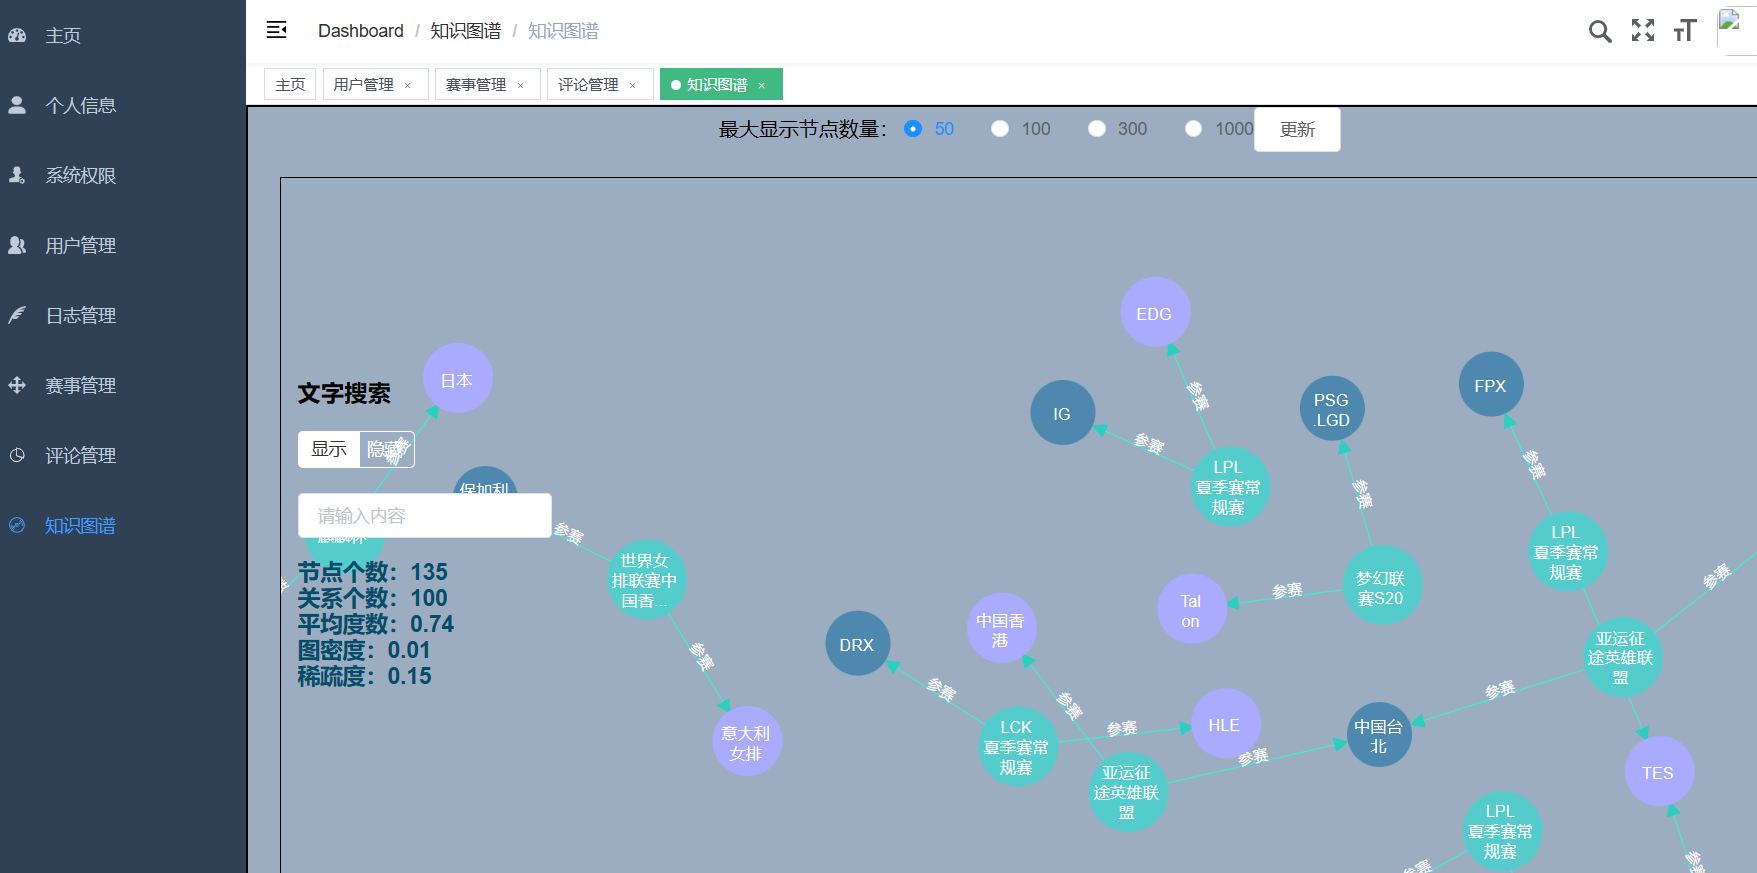 主页
个人信息
系统权限
用户管理
日志管理
赛事管理
评论管理
知识图谱
Dashboard / 知识图谱 / 知识图谱
主页
用户管理 ×
赛事管理 ×
评论管理 ×
知识图谱 ×
最大显示节点数量：
50
100
300
1000
更新
文字搜索
显示
隐藏
请输入内容
节点个数：135
关系个数：100
平均度数：0.74
图密度：0.01
稀疏度：0.15
日本
参赛
保加利
麒麟杯
参赛
世界女
排联赛中
国香...
参赛
意大利
女排
EDG
参赛
IG
参赛
LPL
夏季赛常
规赛
PSG
.LGD
参赛
梦幻联
赛S20
参赛
Tal
on
FPX
参赛
LPL
夏季赛常
规赛
参赛
亚运征
途英雄联
盟
参赛
中国台
北
TES
参赛
DRX
参赛
LCK
夏季赛常
规赛
参赛
HLE
中国香
港
参赛
亚运征
途英雄联
盟
参赛
LPL
夏季赛常
规赛
参赛